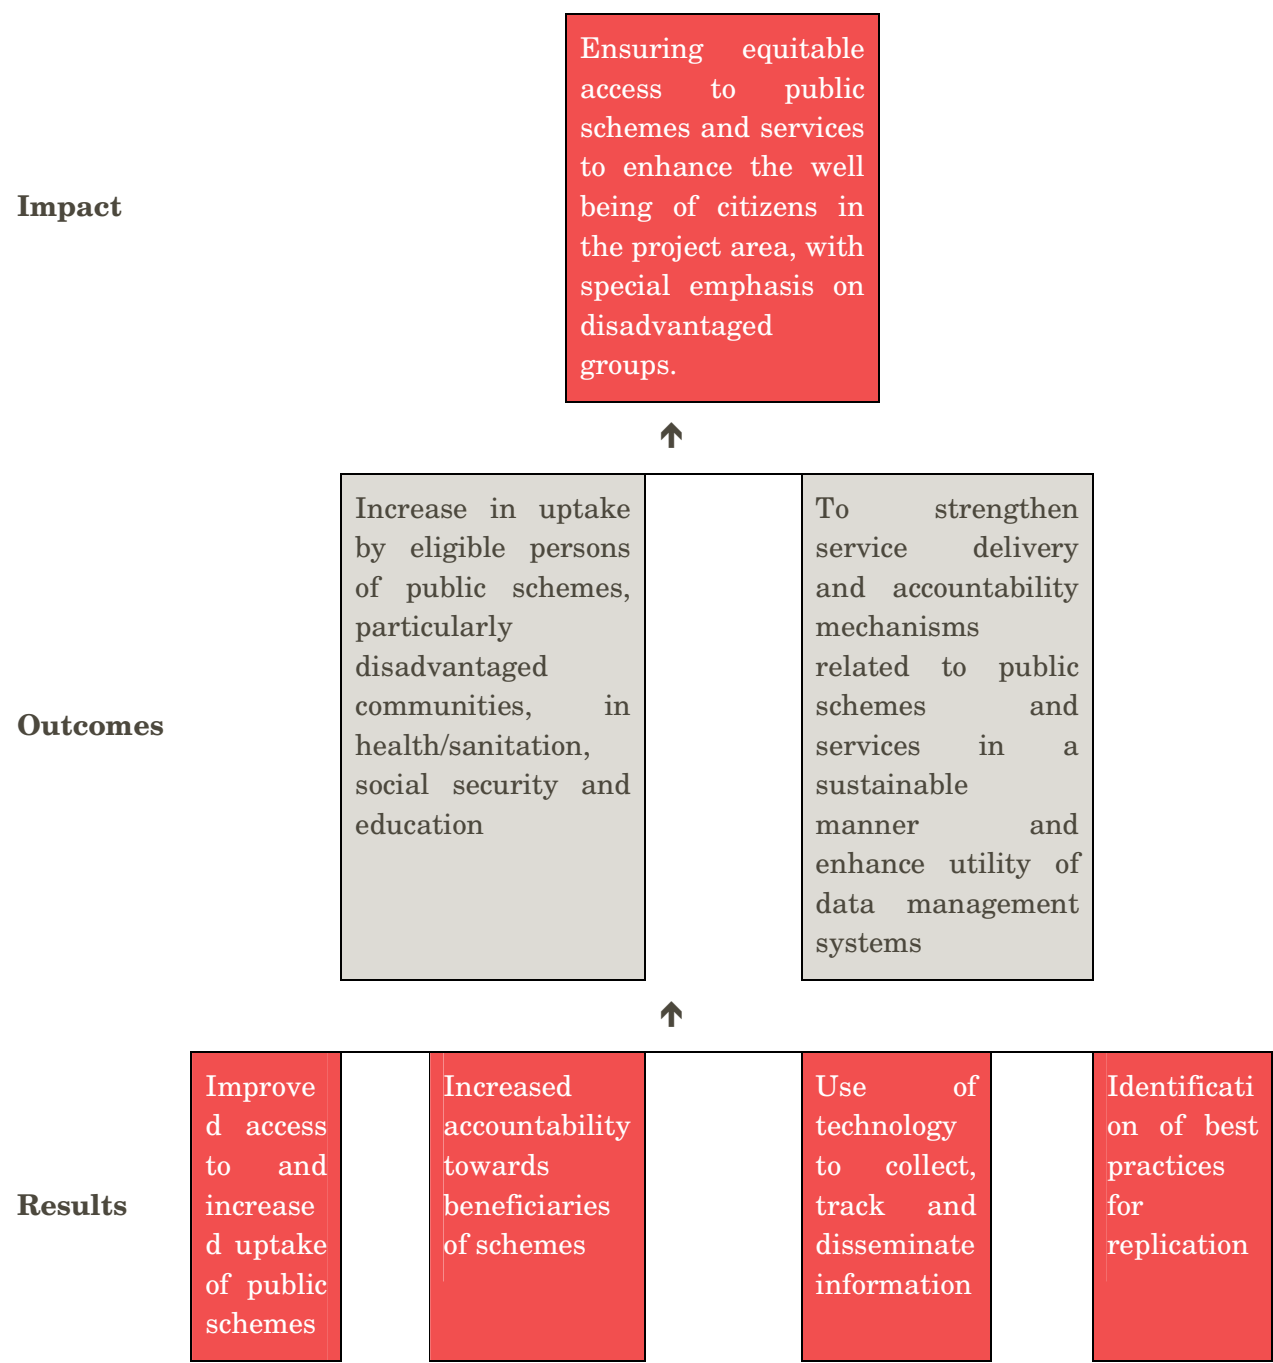 Impact
Ensuring equitable
access to public
schemes and services
to enhance the well
being of citizens in
the project area, with
special emphasis on
disadvantaged
groups.
Outcomes
Increase in uptake
by eligible persons
of public schemes,
particularly
disadvantaged
communities, in
health/sanitation,
social security and
education
To strengthen
service delivery
and accountability
mechanisms
related to public
schemes and
services in a
sustainable
manner and
enhance utility of
data management
systems
Results
Improve
d access
to and
increase
d uptake
of public
schemes
Increased
accountability
towards
beneficiaries
of schemes
Use of
technology
to collect,
track and
disseminate
information
Identificati
on of best
practices
for
replication